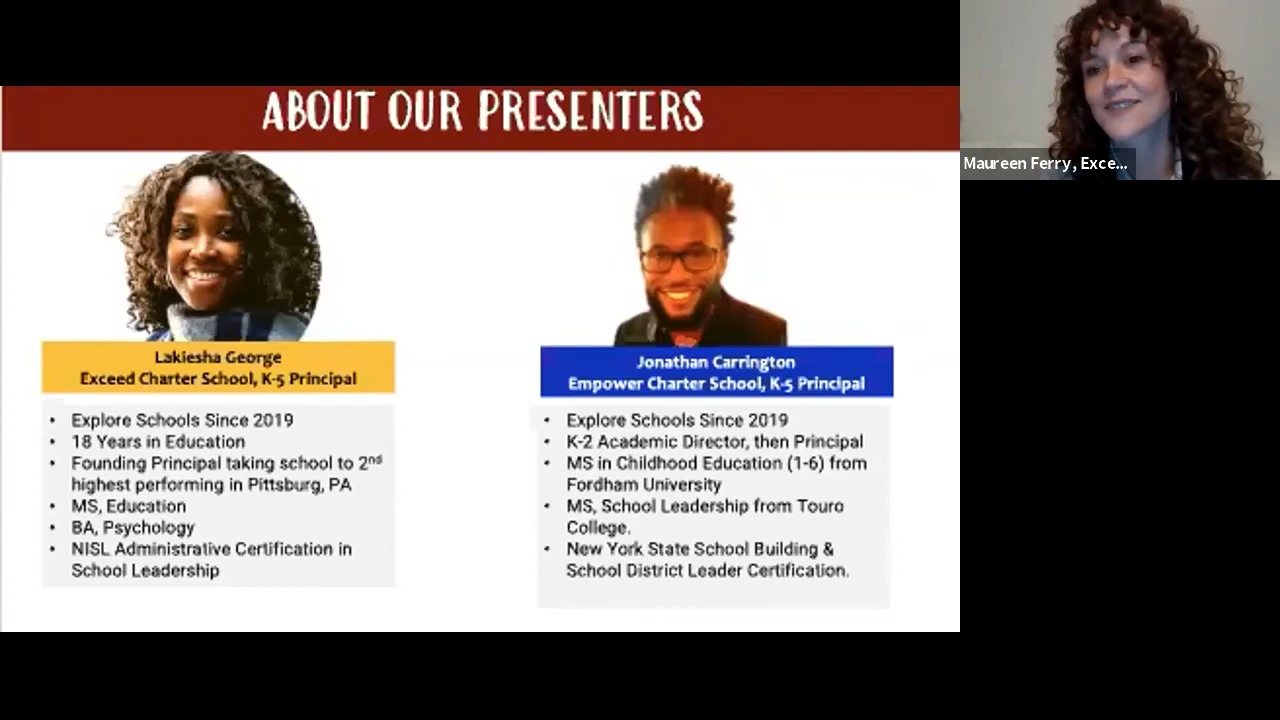 ABOUT OUR PRESENTERS
Maureen Ferry, Exce...
Lakiesha George
Exceed Charter School, K-5 Principal
• Explore Schools Since 2019
• 18 Years in Education
• Founding Principal taking school to 2nd
highest performing in Pittsburg, PA
• MS, Education
• BA, Psychology
• NISL Administrative Certification in
School Leadership
Jonathan Carrington
Empower Charter School, K-5 Principal
• Explore Schools Since 2019
• K-2 Academic Director, then Principal
• MS in Childhood Education (1-6) from
Fordham University
• MS, School Leadership from Touro
College.
• New York State School Building &
School District Leader Certification.